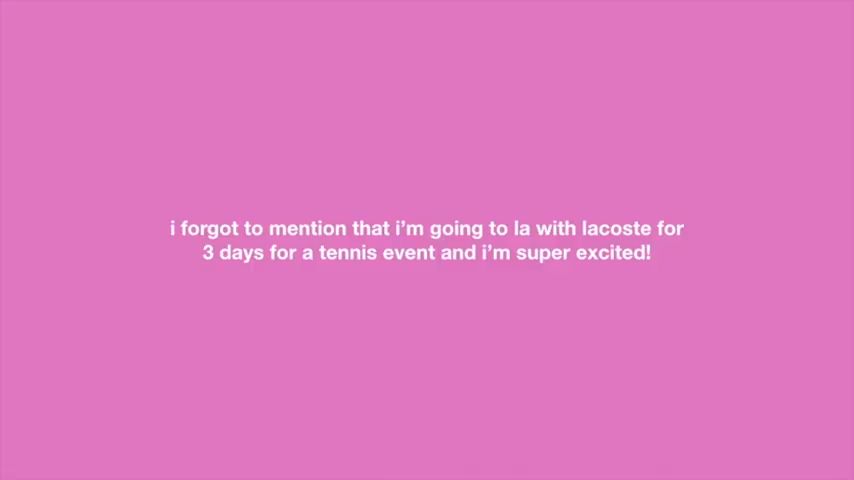 i forgot to mention that i’m going to la with lacoste for
3 days for a tennis event and i’m super excited!